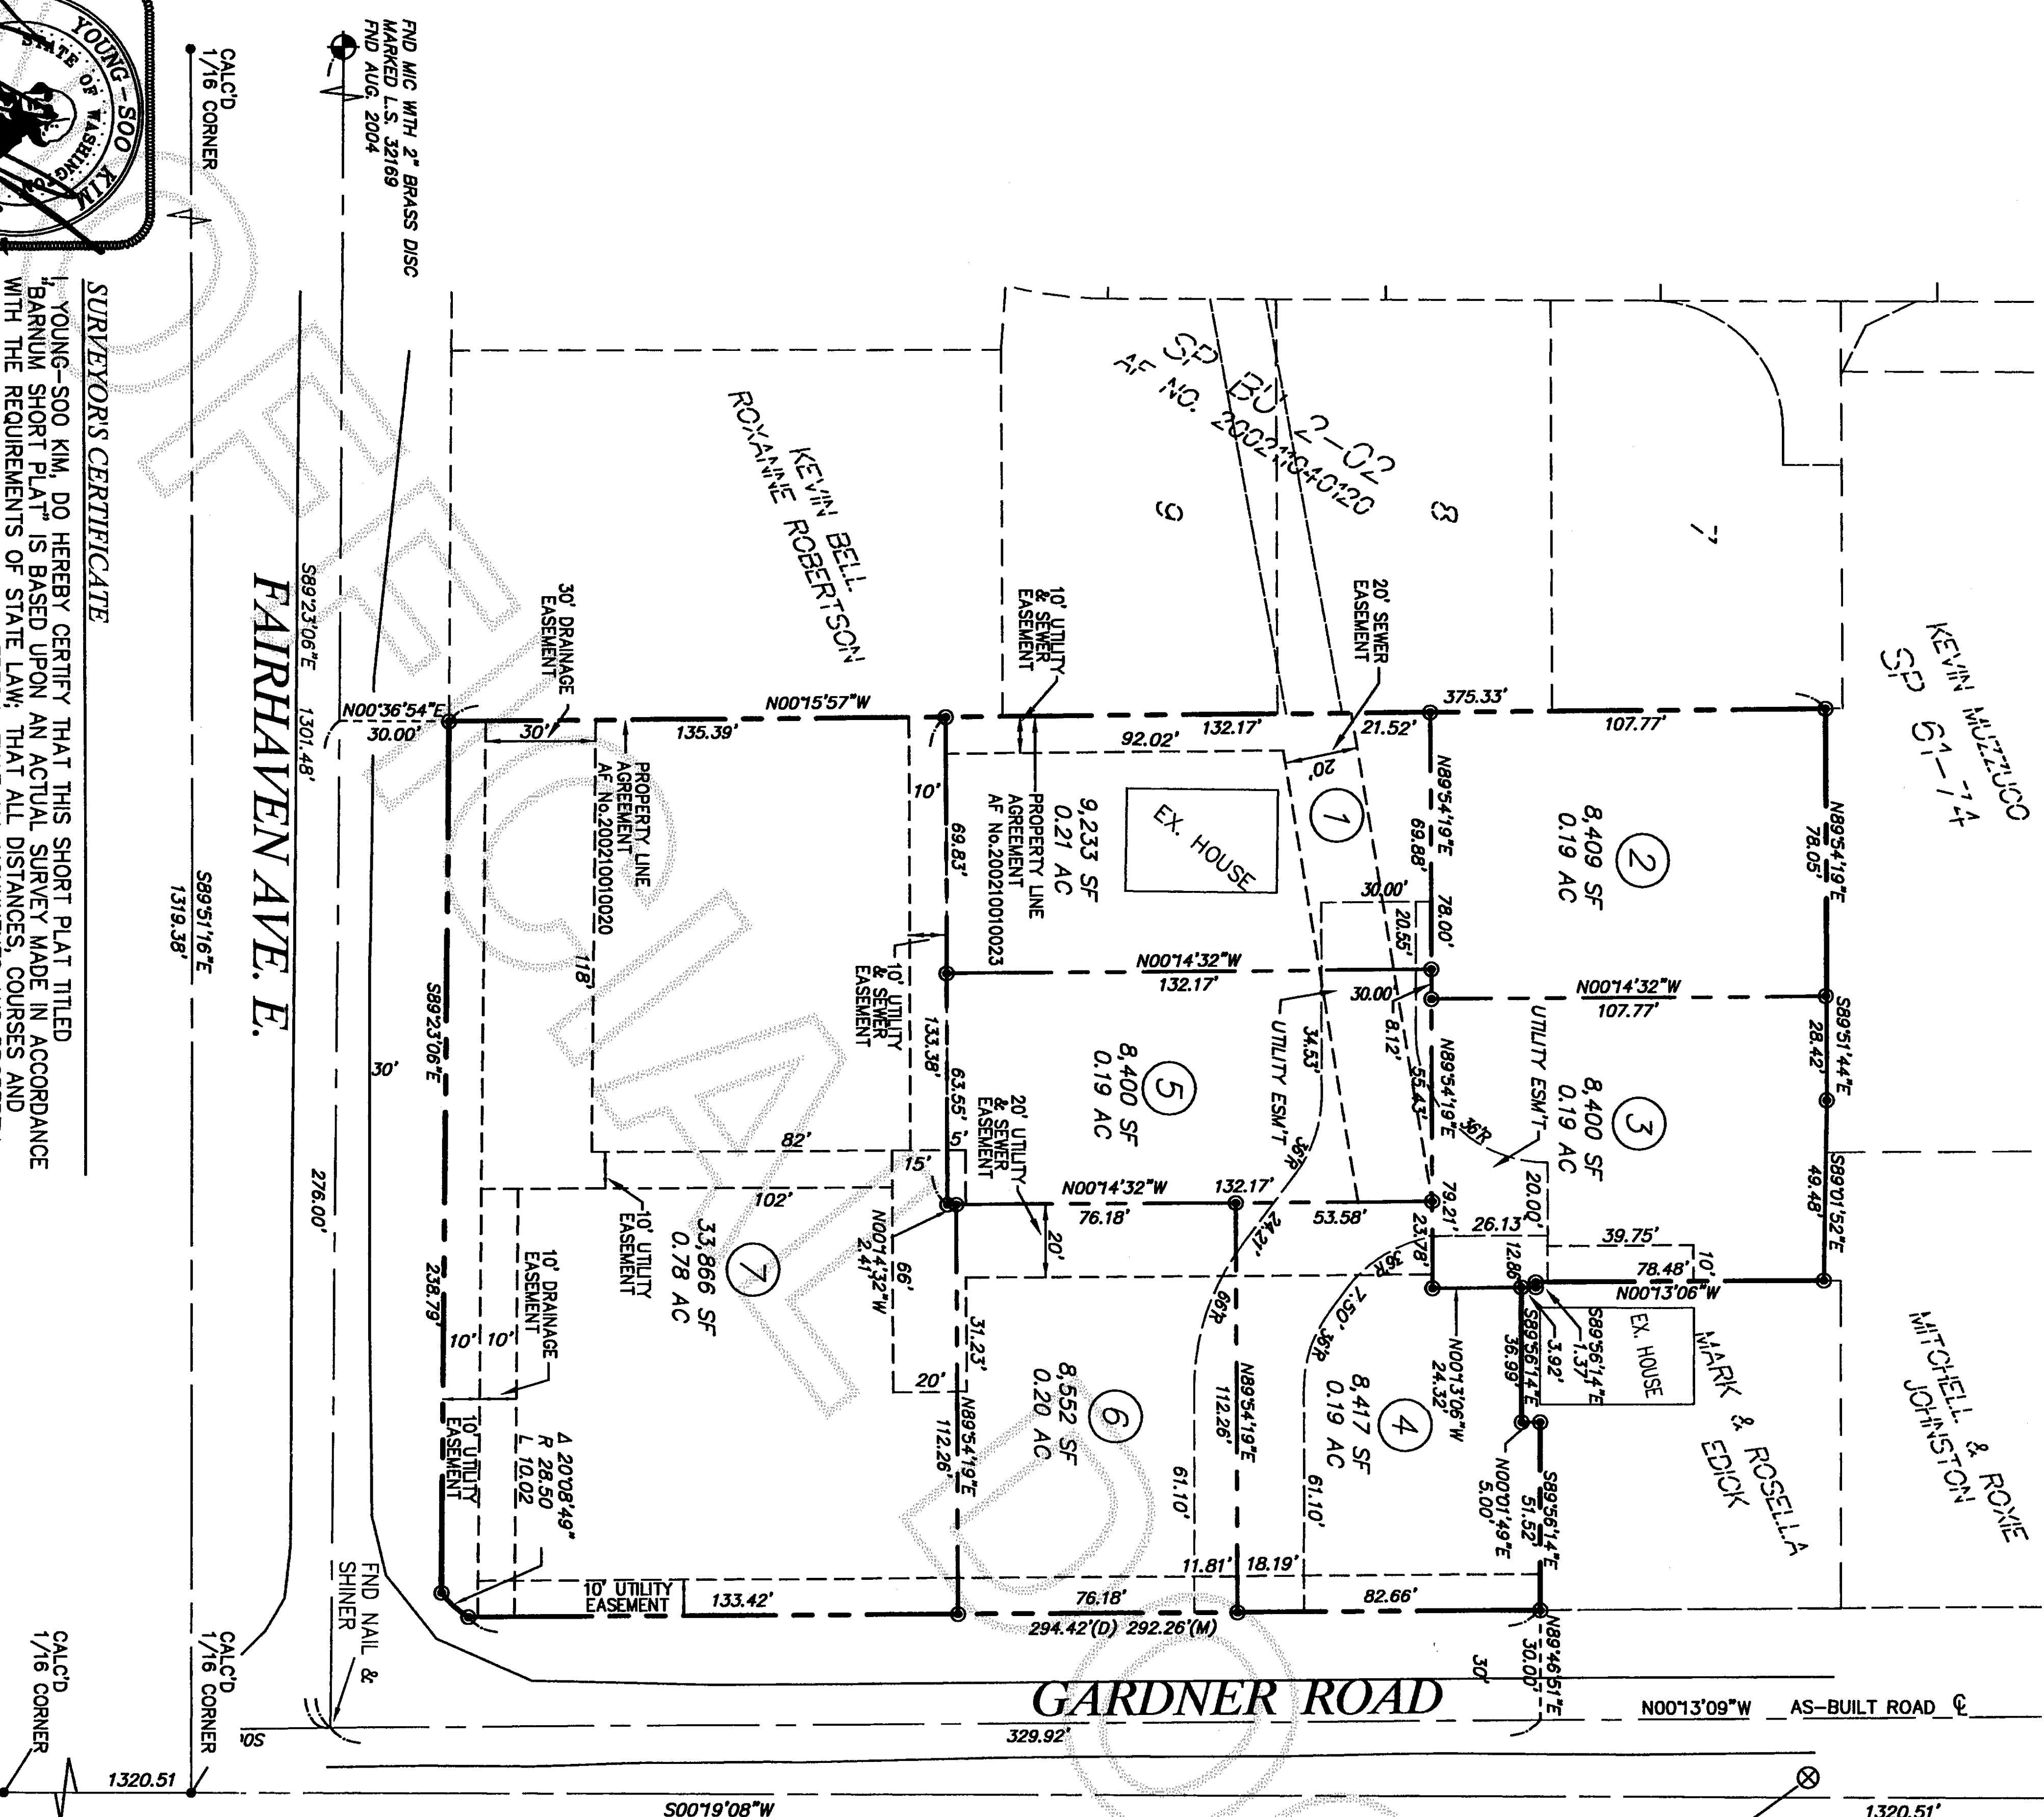 KEVIN MUZZUCO
SP 61-74
MITCHELL & ROXIE
JOHNSTON
MARK & ROSELLA
EDICK
EX. HOUSE
KEVIN BELL
ROXANNE ROBERTSON
SP BU 2-02
AF NO. 200211040120
7
8
9
N89°54'19"E
78.05'
S89°51'44"E
28.42'
S89°01'52"E
49.48'
107.77'
2
8,409 SF
0.19 AC
N00°14'32"W
107.77'
3
8,400 SF
0.19 AC
UTILITY ESM'T
36'R
20.00'
39.75'
10'
78.48'
N00°13'06"W
26.13'
12.86'
S89°56'14"E
1.37'
3.92'
S89°56'14"E
36.99'
N00°01'49"E
5.00'
S89°56'14"E
51.52'
N89°46'51"E
30.00'
30'
375.33'
21.52'
N89°54'19"E
69.88'
78.00'
30.00'
20.55'
8.12'
N89°54'19"E
55.43'
79.21'
23.78'
N00°13'06"W
24.32'
20' SEWER
EASEMENT
20'
1
EX. HOUSE
9,233 SF
0.21 AC
132.17'
92.02'
10' UTILITY
& SEWER
EASEMENT
PROPERTY LINE
AGREEMENT
AF No.200210010023
N00°14'32"W
132.17'
30.00'
34.53'
UTILITY ESM'T
36'R
5
8,400 SF
0.19 AC
N00°14'32"W
132.17'
76.18'
53.58'
24.21'
66'R
36'R
7.50'
36'R
4
8,417 SF
0.19 AC
61.10'
61.10'
11.81'
18.19'
82.66'
N89°54'19"E
112.26'
6
8,552 SF
0.20 AC
76.18'
20' UTILITY
& SEWER
EASEMENT
20'
69.83'
133.38'
63.55'
5'
15'
10'
10' UTILITY
& SEWER
EASEMENT
N00°14'32"W
2.41'
66'
31.23'
20'
N89°54'19"E
112.26'
N00°15'57"W
135.39'
30'
30' DRAINAGE
EASEMENT
PROPERTY LINE
AGREEMENT
AF No.200210010020
118'
82'
102'
10' UTILITY
EASEMENT
7
33,866 SF
0.78 AC
10' DRAINAGE
EASEMENT
10'
10'
10' UTILITY
EASEMENT
Δ 20°08'49"
R 28.50
L 10.02
10' UTILITY
EASEMENT
133.42'
294.42'(D) 292.26'(M)
GARDNER ROAD
N00°13'09"W
AS-BUILT ROAD ℄
329.92'
S00°19'08"W
1320.51'
1320.51
S89°23'06"E
238.79'
N00°36'54"E
30.00'
30'
276.00'
S89°23'06"E 1301.48'
FAIRHAVEN AVE. E.
FND NAIL &
SHINER
FND MIC WITH 2" BRASS DISC
MARKED L.S. 32169
FND AUG. 2004
CALC'D
1/16 CORNER
S89°51'16"E
1319.38'
CALC'D
1/16 CORNER
CALC'D
1/16 CORNER
SURVEYOR'S CERTIFICATE
I, YOUNG-SOO KIM, DO HEREBY CERTIFY THAT THIS SHORT PLAT TITLED
"BARNUM SHORT PLAT" IS BASED UPON AN ACTUAL SURVEY MADE IN ACCORDANCE
WITH THE REQUIREMENTS OF STATE LAW; THAT ALL DISTANCES, COURSES AND
YOUNG-SOO KIM
STATE OF WASHINGTON
UNOFFICIAL DO